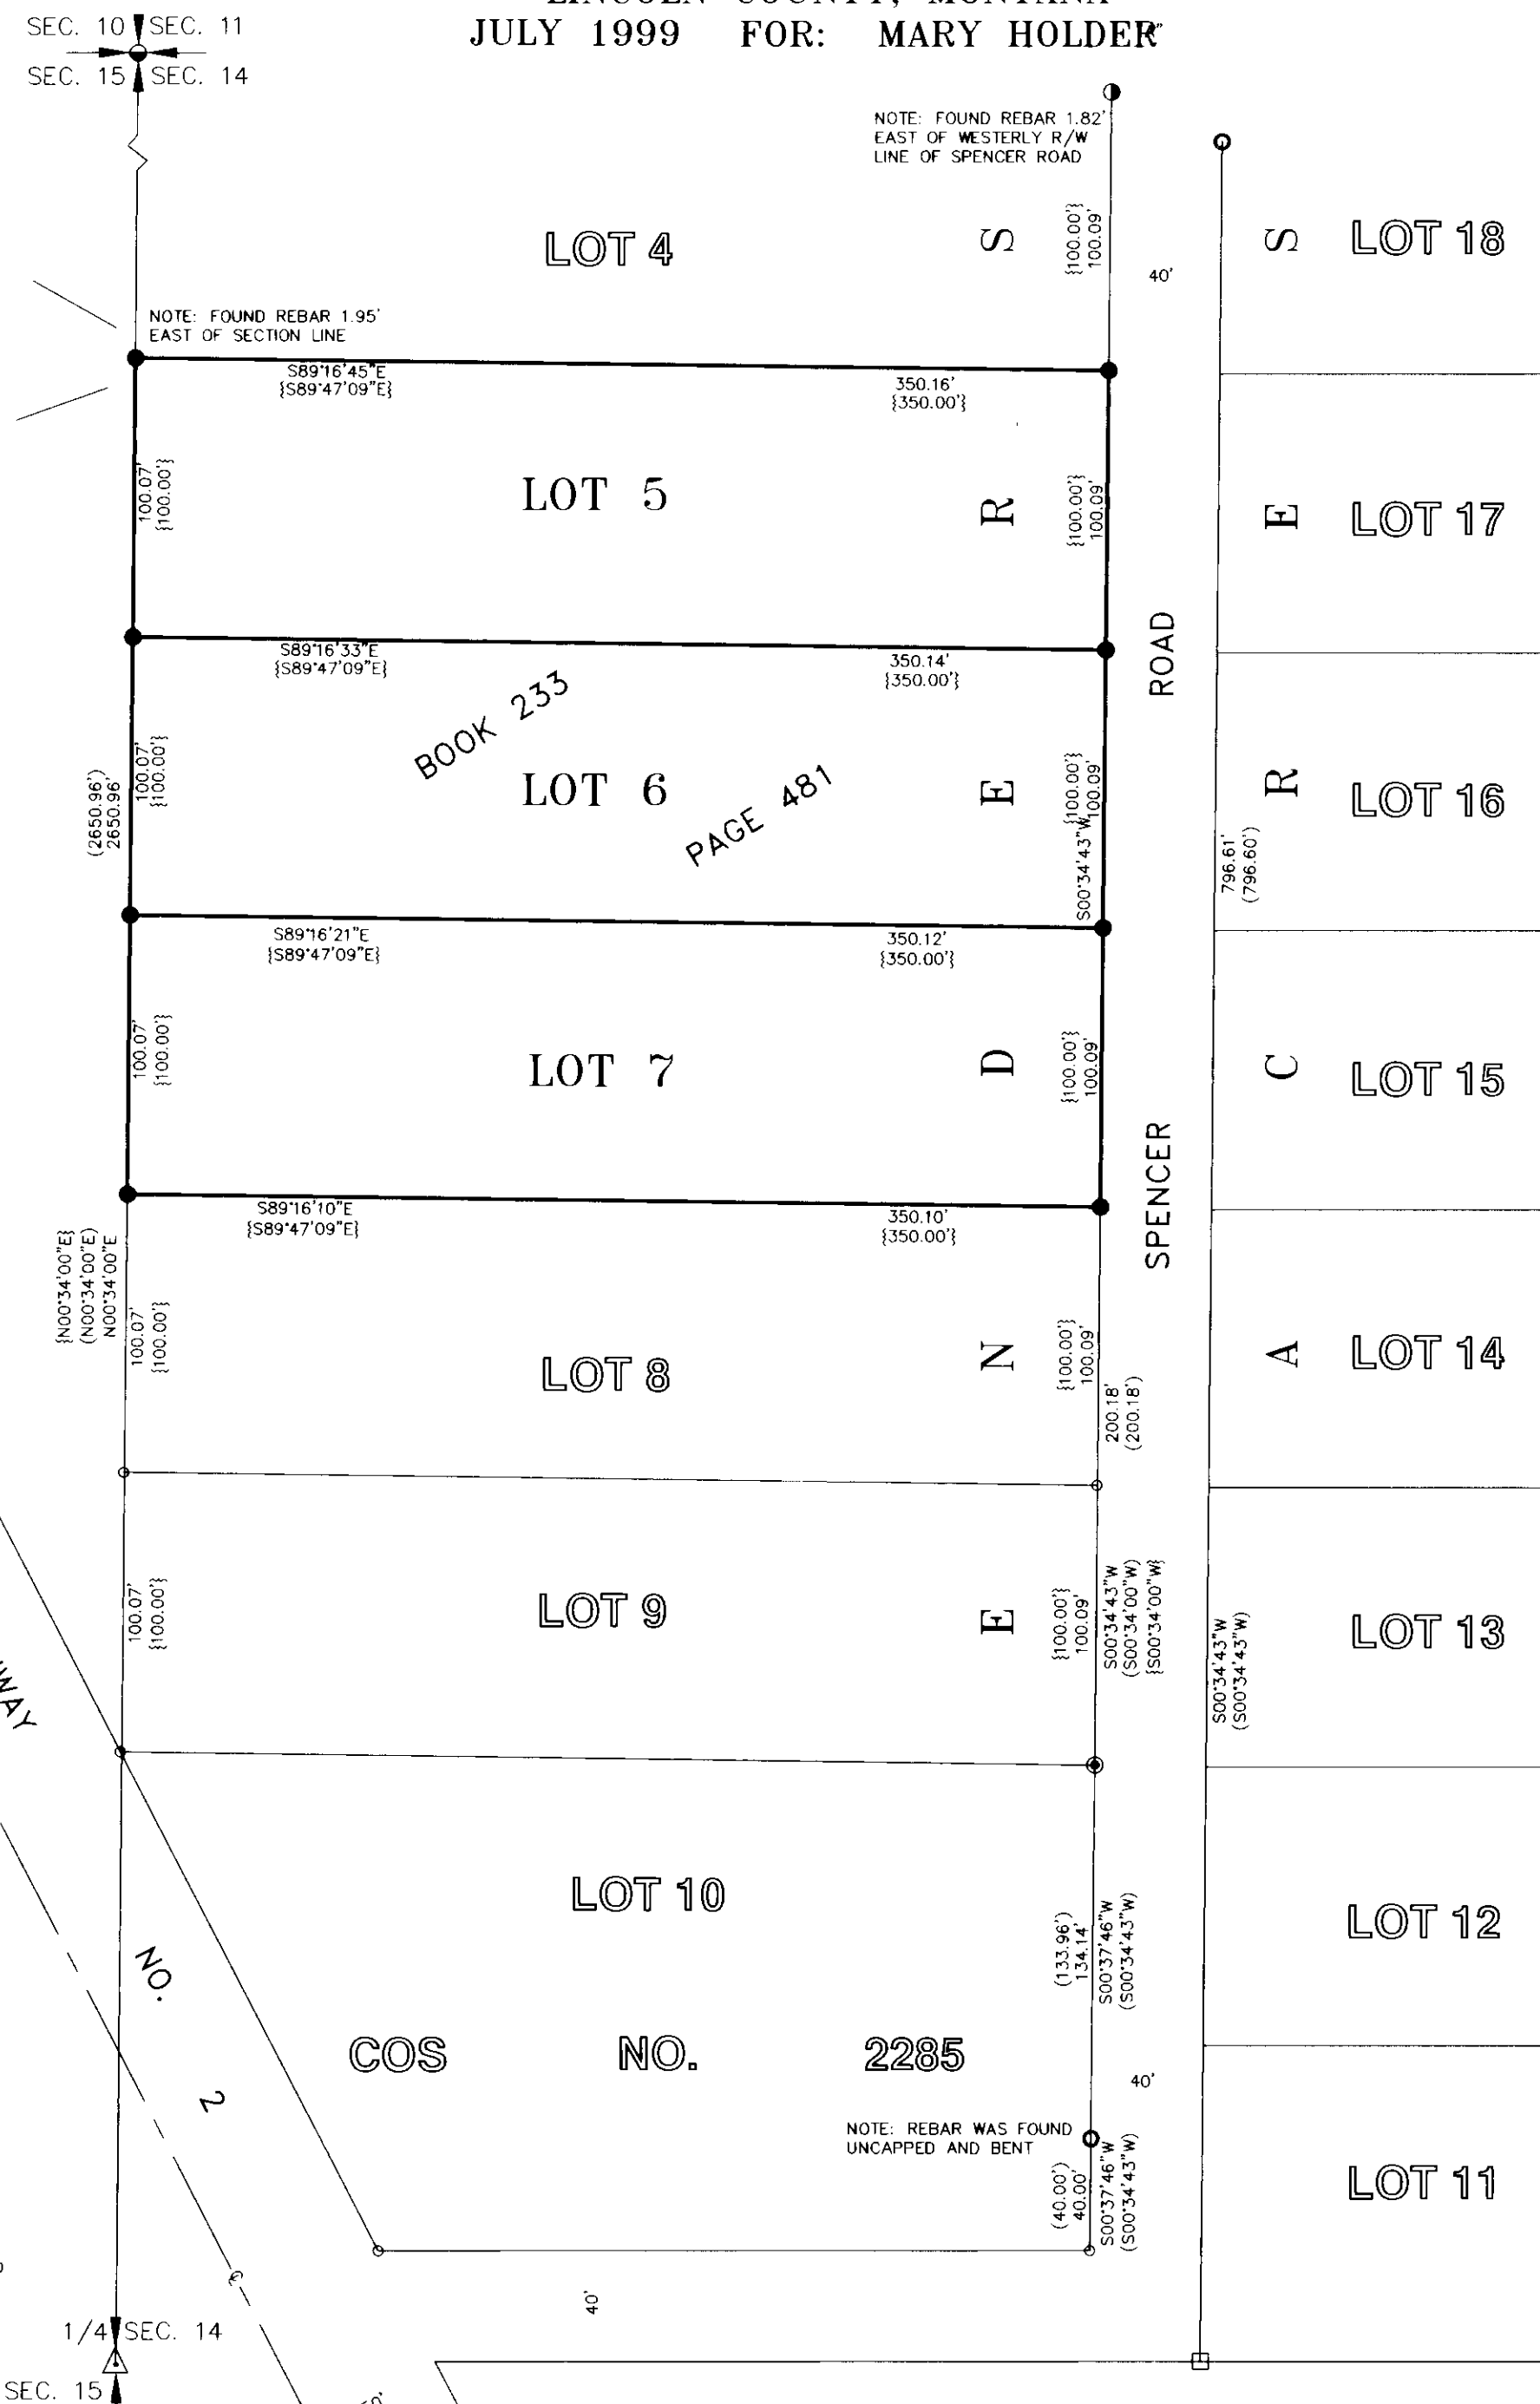 LINCOLN COUNTY, MONTANA
JULY 1999 FOR: MARY HOLDER
SEC. 10 SEC. 11
SEC. 15 SEC. 14
NOTE: FOUND REBAR 1.82'
EAST OF WESTERLY R/W
LINE OF SPENCER ROAD
LOT 4
S
{100.00'}
100.09'
40'
S
LOT 18
NOTE: FOUND REBAR 1.95'
EAST OF SECTION LINE
S89°16'45"E
{S89°47'09"E}
350.16'
{350.00'}
100.07'
{100.00'}
LOT 5
R
{100.00'}
100.09'
E
LOT 17
S89°16'33"E
{S89°47'09"E}
350.14'
{350.00'}
ROAD
BOOK 233
(2650.96')
2650.96'
100.07'
{100.00'}
LOT 6
PAGE 481
E
{100.00'}
100.09'
S00°34'43"W
R
LOT 16
796.61'
(796.60')
S89°16'21"E
{S89°47'09"E}
350.12'
{350.00'}
100.07'
{100.00'}
LOT 7
D
{100.00'}
100.09'
C
LOT 15
SPENCER
S89°16'10"E
{S89°47'09"E}
350.10'
{350.00'}
{N00°34'00"E}
(N00°34'00"E)
N00°34'00"E
100.07'
{100.00'}
LOT 8
N
{100.00'}
100.09'
A
LOT 14
200.18'
(200.18')
100.07'
{100.00'}
LOT 9
E
{100.00'}
100.09'
S00°34'43"W
(S00°34'00"W)
{S00°34'00"W}
S00°34'43"W
(S00°34'43"W)
LOT 13
WAY
LOT 10
(133.96')
134.14'
S00°37'46"W
(S00°34'43"W)
LOT 12
NO.
2
COS NO. 2285
40'
NOTE: REBAR WAS FOUND
UNCAPPED AND BENT
(40.00')
40.00'
S00°37'46"W
(S00°34'43"W)
LOT 11
40'
1/4 SEC. 14
SEC. 15